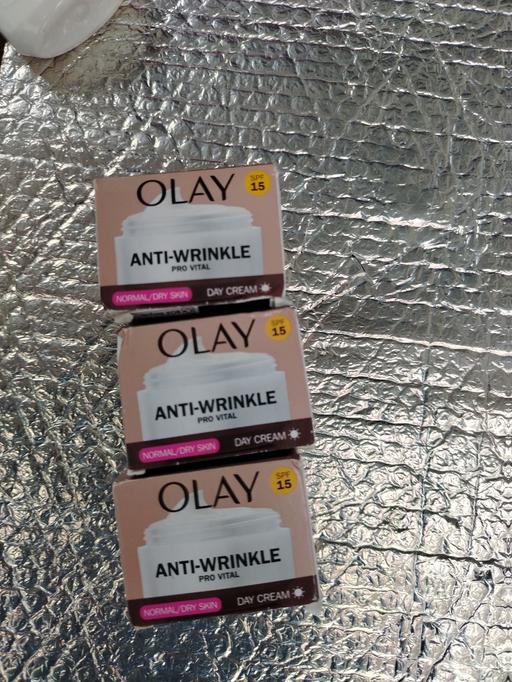 OLAY
SPF
15
ANTI-WRINKLE
PRO VITAL
NORMAL/DRY SKIN
DAY CREAM
OLAY
SPF
15
ANTI-WRINKLE
PRO VITAL
NORMAL/DRY SKIN
DAY CREAM
OLAY
SPF
15
ANTI-WRINKLE
PRO VITAL
NORMAL/DRY SKIN
DAY CREAM